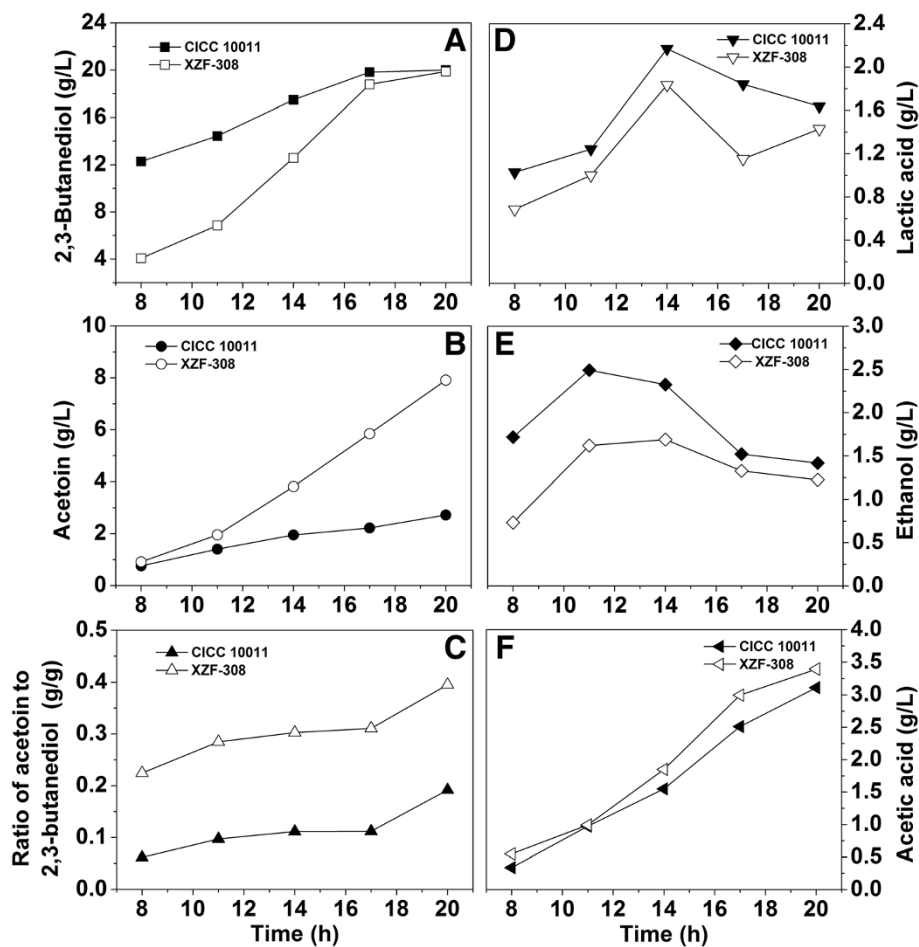 2,3-Butanediol (g/L)
24
20
16
12
8
4
CICC 10011
XZF-308
A
8 10 12 14 16 18 20
D
CICC 10011
XZF-308
2.4
2.0
1.6
1.2
0.8
0.4
0.0
Lactic acid (g/L)
8 10 12 14 16 18 20
Acetoin (g/L)
10
8
6
4
2
0
CICC 10011
XZF-308
B
8 10 12 14 16 18 20
E
CICC 10011
XZF-308
3.0
2.5
2.0
1.5
1.0
0.5
0.0
Ethanol (g/L)
8 10 12 14 16 18 20
Ratio of acetoin to
2,3-butanediol (g/g)
0.5
0.4
0.3
0.2
0.1
0.0
CICC 10011
XZF-308
C
8 10 12 14 16 18 20
Time (h)
F
CICC 10011
XZF-308
4.0
3.5
3.0
2.5
2.0
1.5
1.0
0.5
0.0
Acetic acid (g/L)
8 10 12 14 16 18 20
Time (h)